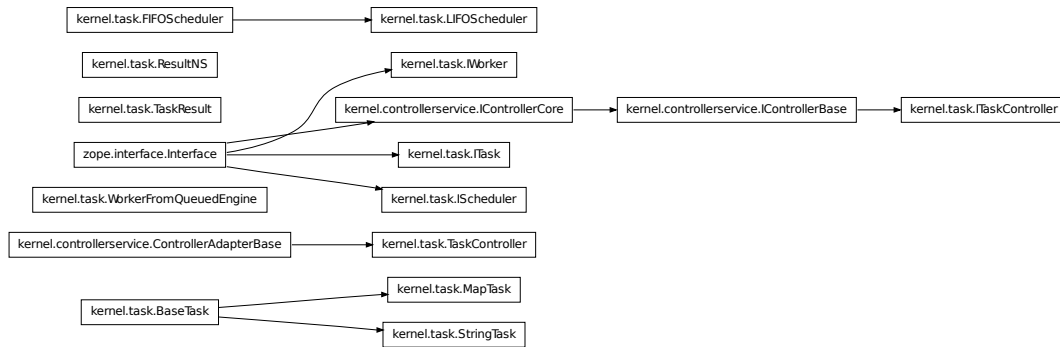 kernel.task.FIFOScheduler
kernel.task.LIFOScheduler
kernel.task.ResultNS
kernel.task.IWorker
kernel.task.TaskResult
kernel.controllerservice.IControllerCore
kernel.controllerservice.IControllerBase
kernel.task.ITaskController
zope.interface.Interface
kernel.task.ITask
kernel.task.WorkerFromQueuedEngine
kernel.task.IScheduler
kernel.controllerservice.ControllerAdapterBase
kernel.task.TaskController
kernel.task.BaseTask
kernel.task.MapTask
kernel.task.StringTask